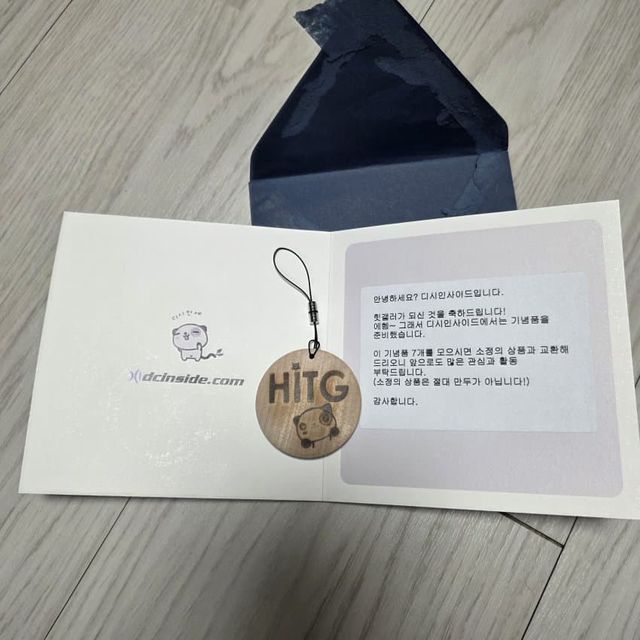 dcinside.com
HITG
안녕하세요? 디시인사이드입니다.
힛갤러가 되신 것을 축하드립니다!
에헴~ 그래서 디시인사이드에서는 기념품을
준비했습니다.
이 기념품 7개를 모으시면 소정의 상품과 교환해
드리오니 앞으로도 많은 관심과 활동
부탁드립니다.
(소정의 상품은 절대 만두가 아닙니다!)
감사합니다.